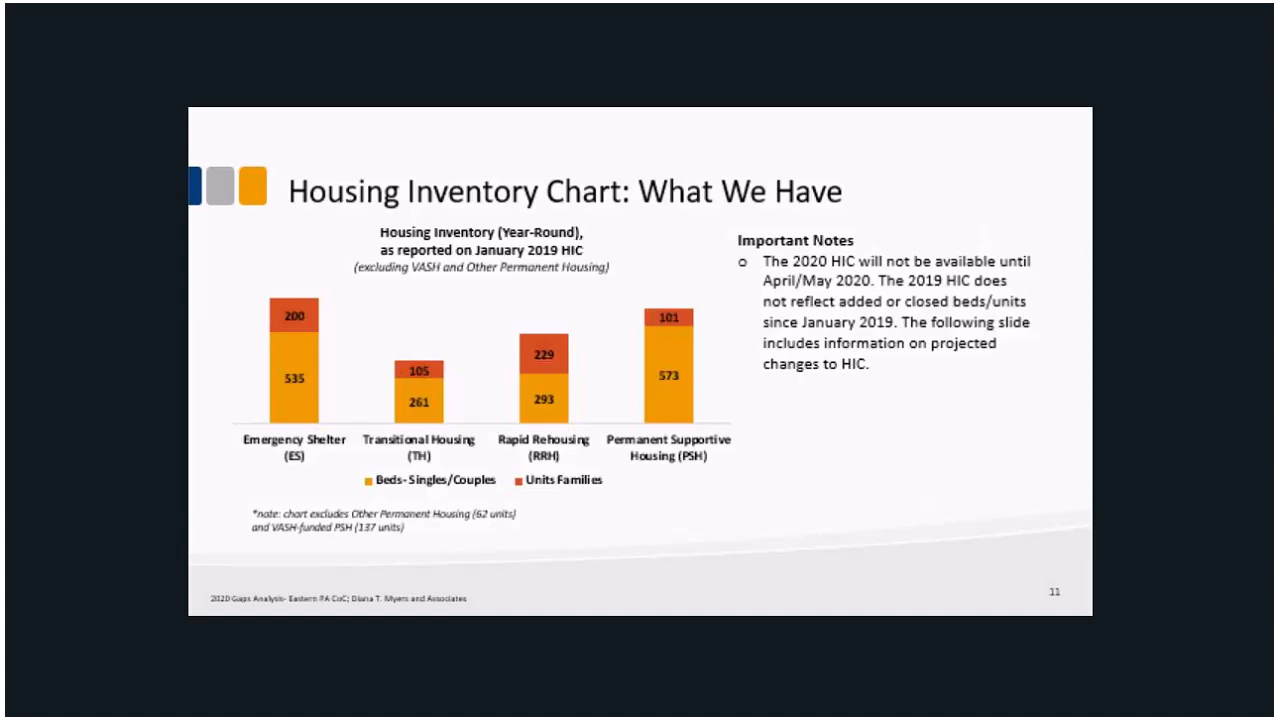 Housing Inventory Chart: What We Have
Housing Inventory (Year-Round),
as reported on January 2019 HIC
(excluding VASH and Other Permanent Housing)
200
535
105
261
229
293
101
573
Emergency Shelter
(ES)
Transitional Housing
(TH)
Rapid Rehousing
(RRH)
Permanent Supportive
Housing (PSH)
Beds- Singles/Couples
Units Families
*note: chart excludes Other Permanent Housing (62 units)
and VASH-funded PSH (137 units)
Important Notes
o The 2020 HIC will not be available until
April/May 2020. The 2019 HIC does
not reflect added or closed beds/units
since January 2019. The following slide
includes information on projected
changes to HIC.
2020 Gaps Analysis- Eastern PA CoC; Diana T. Myers and Associates
11